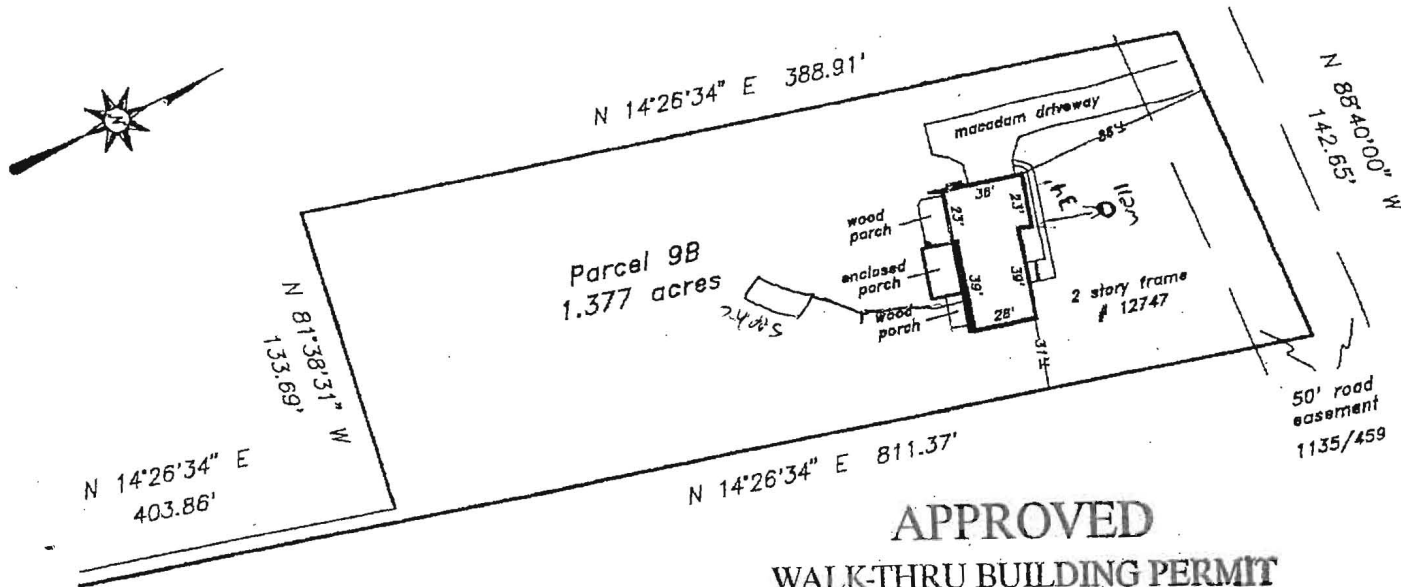 N
N 14°26'34" E 388.91'
N 88°40'00" W
142.65'
macadam driveway
36'
23'
23'
34'
well
wood
porch
enclosed
porch
39'
39'
Parcel 9B
1.377 acres
septic
wood
porch
28'
2 story frame
# 12747
N 81°38'31" W
133.69'
50' road
easement
1135/459
N 14°26'34" E
403.86'
N 14°26'34" E 811.37'
APPROVED
WALK-THRU BUILDING PERMIT